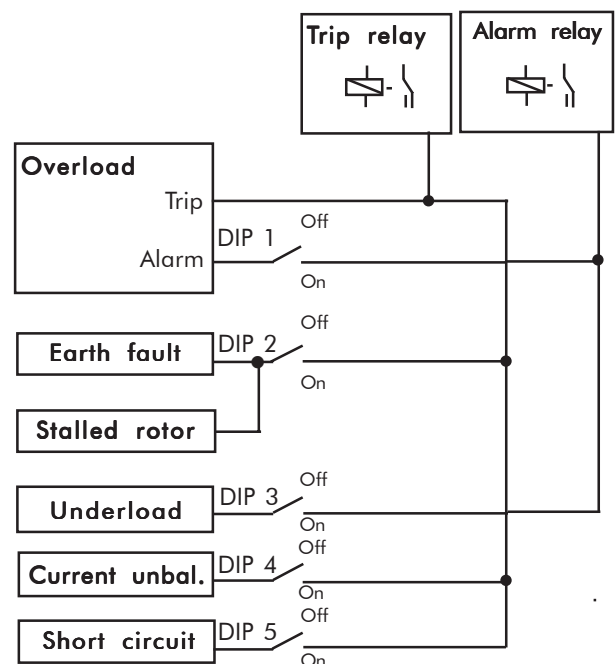 Trip relay
Alarm relay
Overload
Trip
Off
DIP 1
Alarm
On
Off
DIP 2
Earth fault
On
Stalled rotor
Off
DIP 3
Underload
On
Off
DIP 4
Current unbal.
On
Off
DIP 5
Short circuit
On